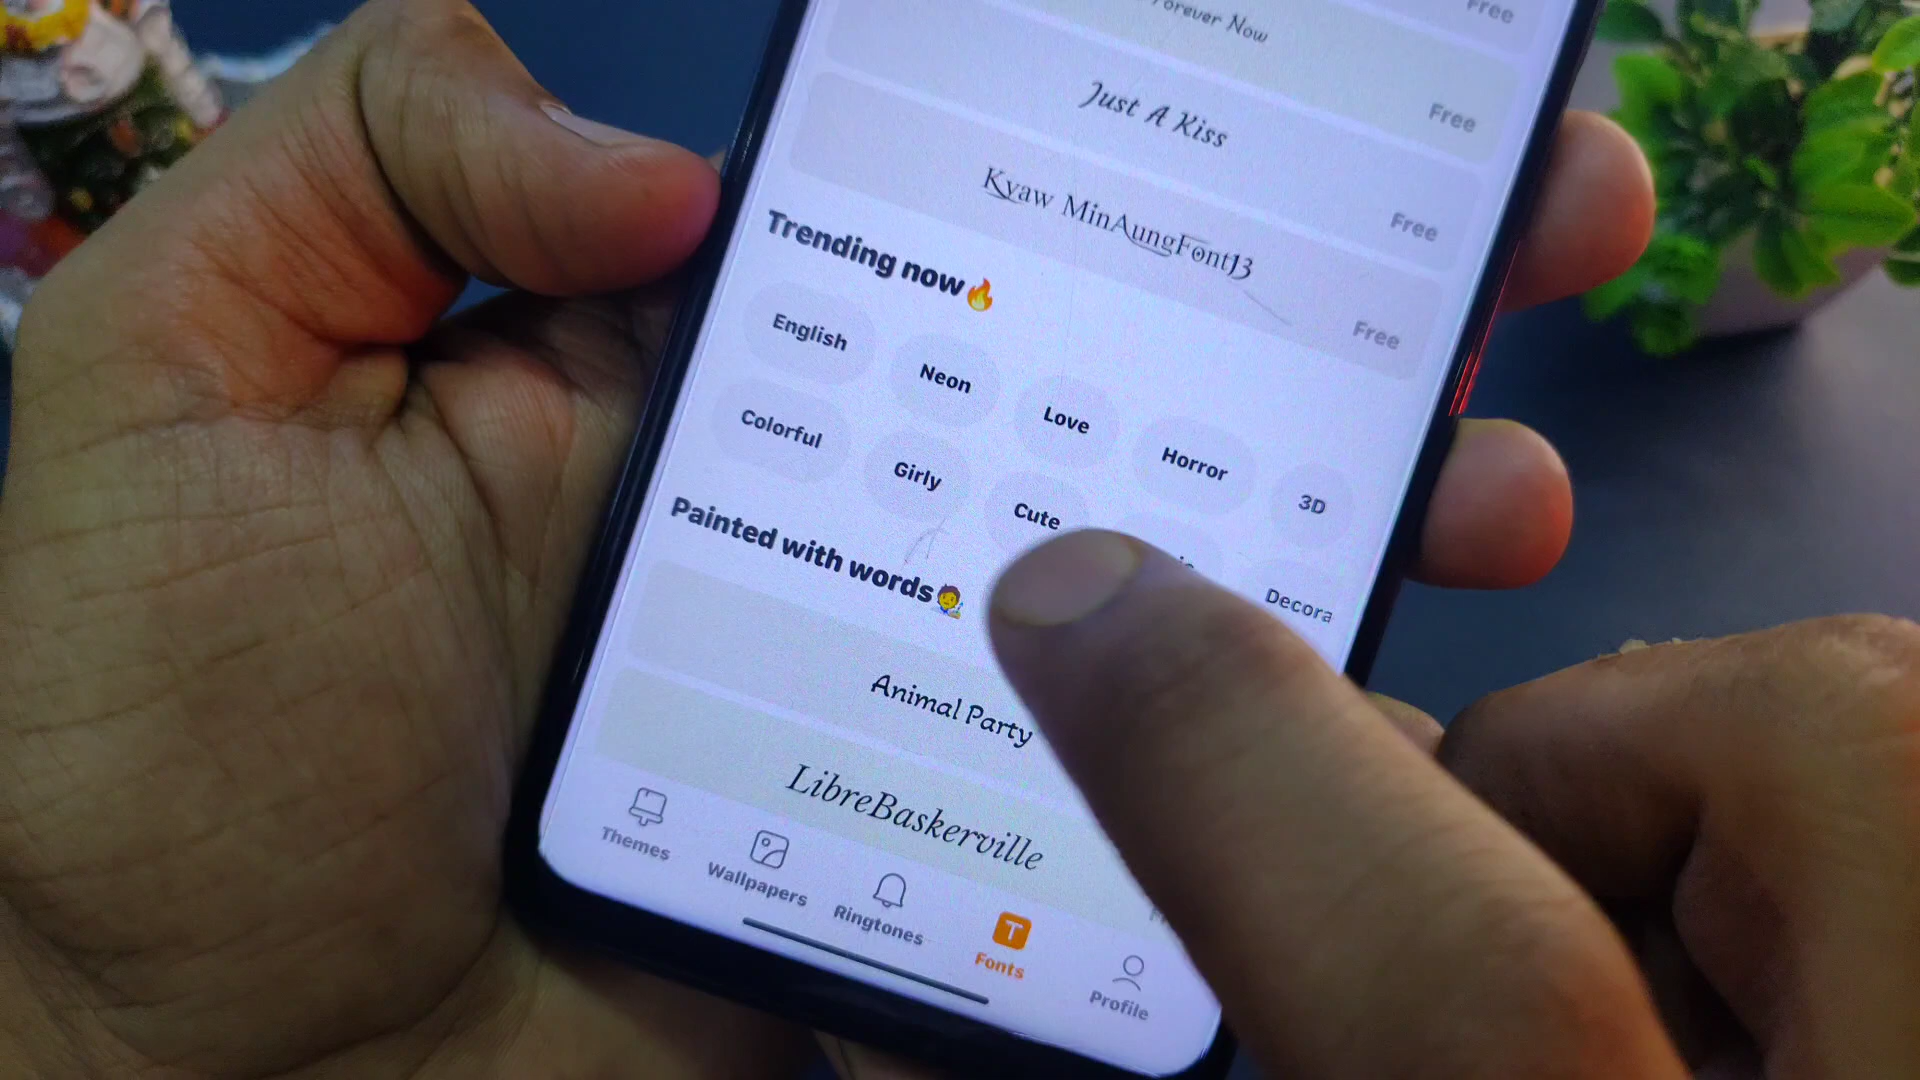 Forever Now
Free
Just A Kiss
Free
Kyaw MinAungFont13
Free
Free
Trending now🔥
English
Neon
Love
Horror
3D
Colorful
Girly
Cute
Decora
Painted with words🧑‍🎨
Animal Party
LibreBaskerville
Themes
Wallpapers
Ringtones
Fonts
Profile